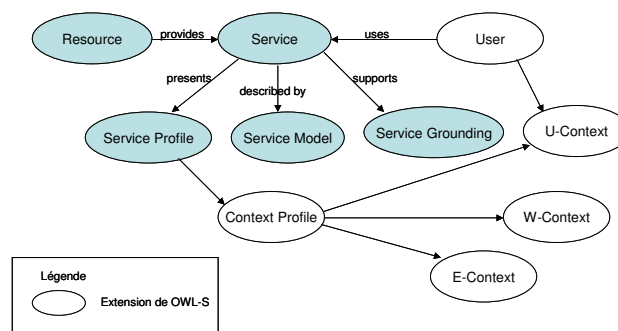 Resource
provides
Service
uses
User
presents
described by
supports
Service Profile
Service Model
Service Grounding
U-Context
Context Profile
W-Context
E-Context
Légende
Extension de OWL-S